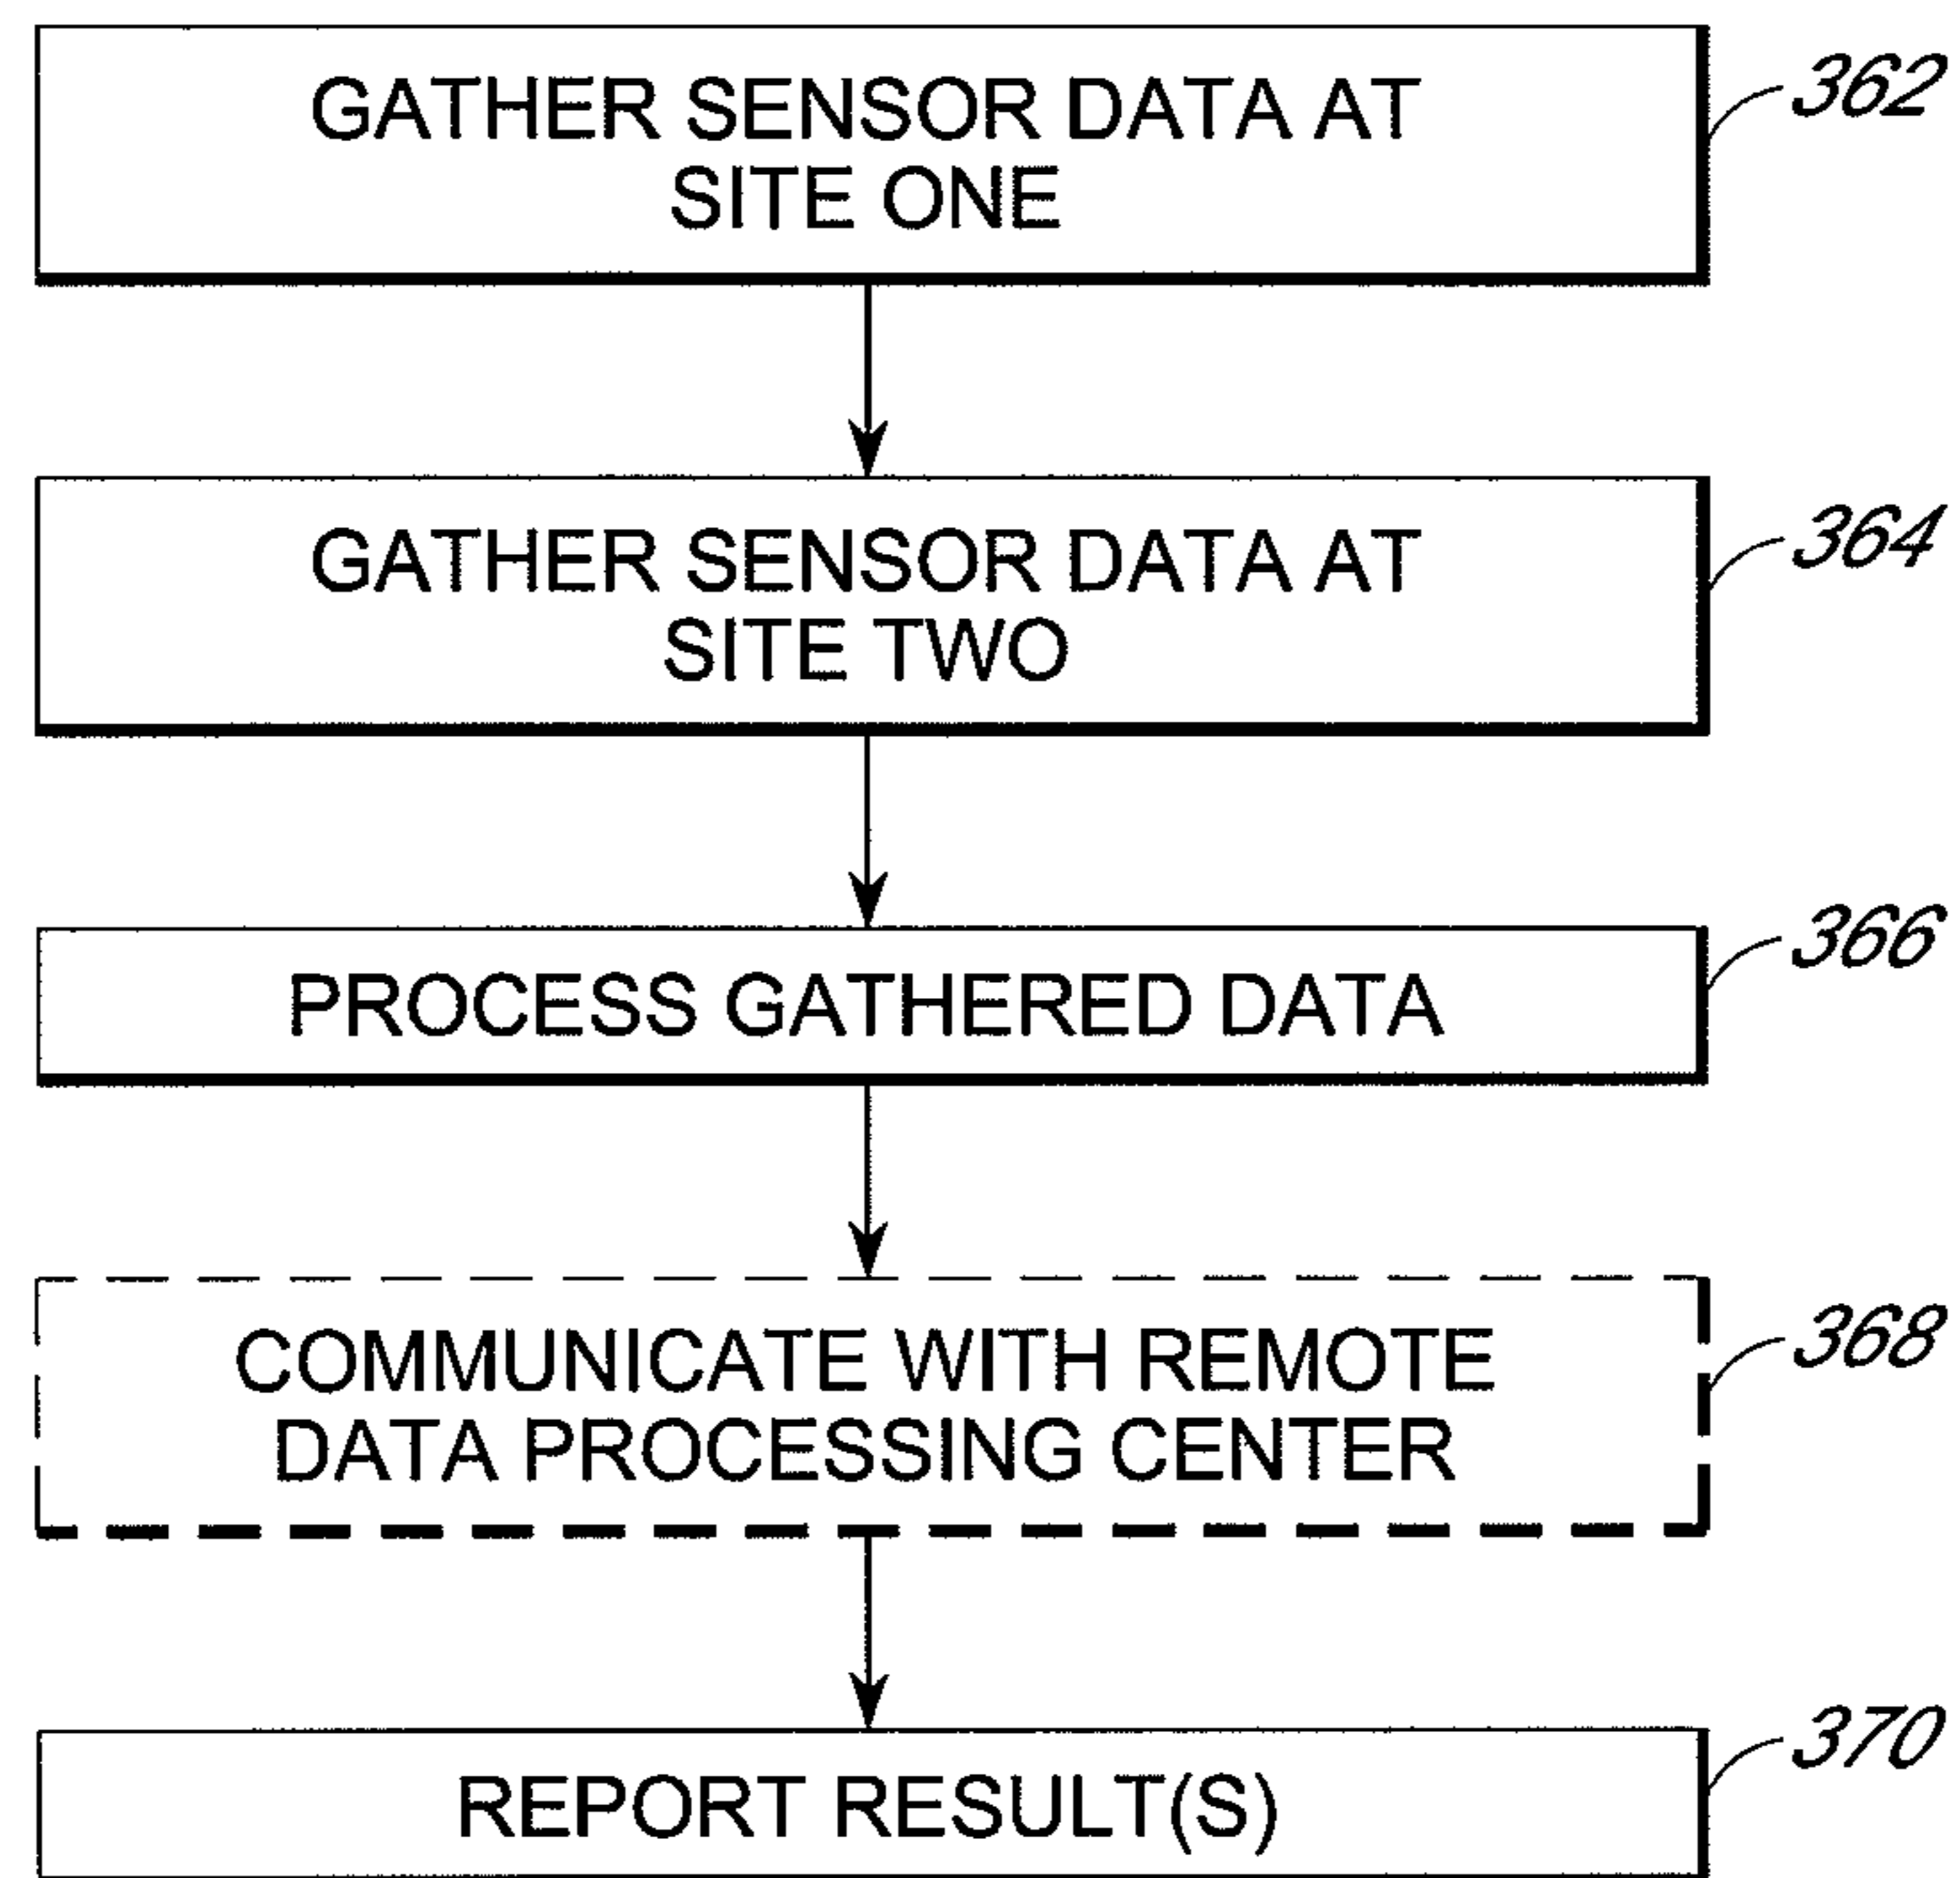 GATHER SENSOR DATA AT
SITE ONE
362
GATHER SENSOR DATA AT
SITE TWO
364
PROCESS GATHERED DATA
366
COMMUNICATE WITH REMOTE
DATA PROCESSING CENTER
368
REPORT RESULT(S)
370